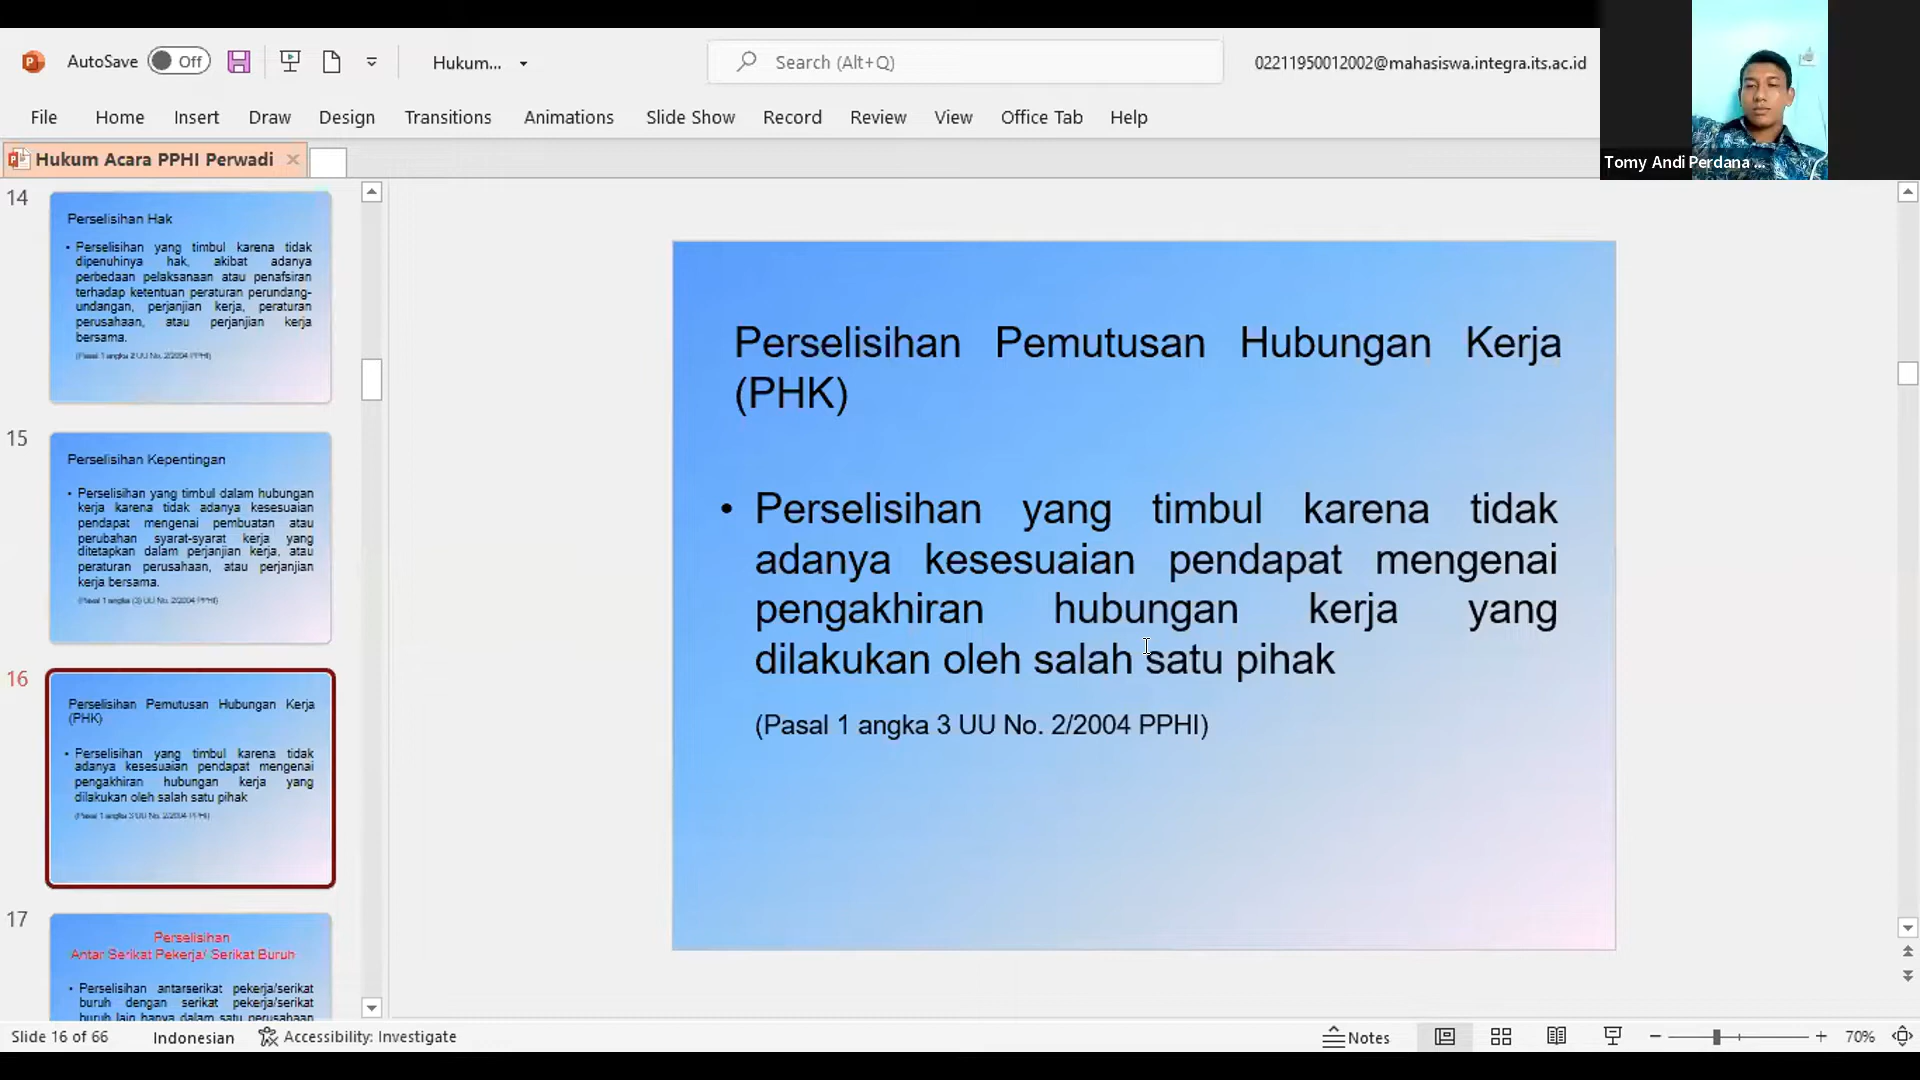 AutoSave Off Hukum... Search (Alt+Q) 02211950012002@mahasiswa.integra.its.ac.id
File Home Insert Draw Design Transitions Animations Slide Show Record Review View Office Tab Help
Tomy Andi Perdana ...
Hukum Acara PPHI Perwadi
14
Perselisihan Hak
• Perselisihan yang timbul karena tidak
dipenuhinya hak, akibat adanya
perbedaan pelaksanaan atau penafsiran
terhadap ketentuan peraturan perundang-
undangan, perjanjian kerja, peraturan
perusahaan, atau perjanjian kerja
bersama.
(Pasal 1 angka 2 UU No. 2/2004 PPHI)
15
Perselisihan Kepentingan
• Perselisihan yang timbul dalam hubungan
kerja karena tidak adanya kesesuaian
pendapat mengenai pembuatan atau
perubahan syarat-syarat kerja yang
ditetapkan dalam perjanjian kerja, atau
peraturan perusahaan, atau perjanjian
kerja bersama.
(Pasal 1 angka (3) UU No. 2/2004 PPHI)
16
Perselisihan Pemutusan Hubungan Kerja
(PHK)
• Perselisihan yang timbul karena tidak
adanya kesesuaian pendapat mengenai
pengakhiran hubungan kerja yang
dilakukan oleh salah satu pihak
(Pasal 1 angka 3 UU No. 2/2004 PPHI)
17
Perselisihan
Antar Serikat Pekerja/ Serikat Buruh
• Perselisihan antarserikat pekerja/serikat
buruh dengan serikat pekerja/serikat
buruh lain hanya dalam satu perusahaan
Perselisihan Pemutusan Hubungan Kerja
(PHK)
• Perselisihan yang timbul karena tidak
adanya kesesuaian pendapat mengenai
pengakhiran hubungan kerja yang
dilakukan oleh salah satu pihak
(Pasal 1 angka 3 UU No. 2/2004 PPHI)
Slide 16 of 66 Indonesian Accessibility: Investigate Notes 70%